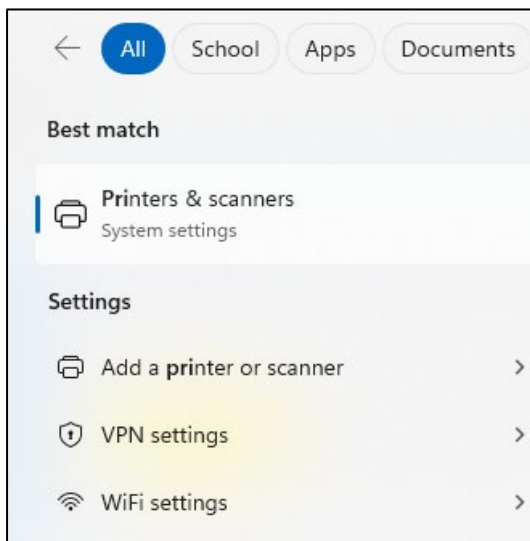 All School Apps Documents
Best match
Printers & scanners
System settings
Settings
Add a printer or scanner
VPN settings
WiFi settings